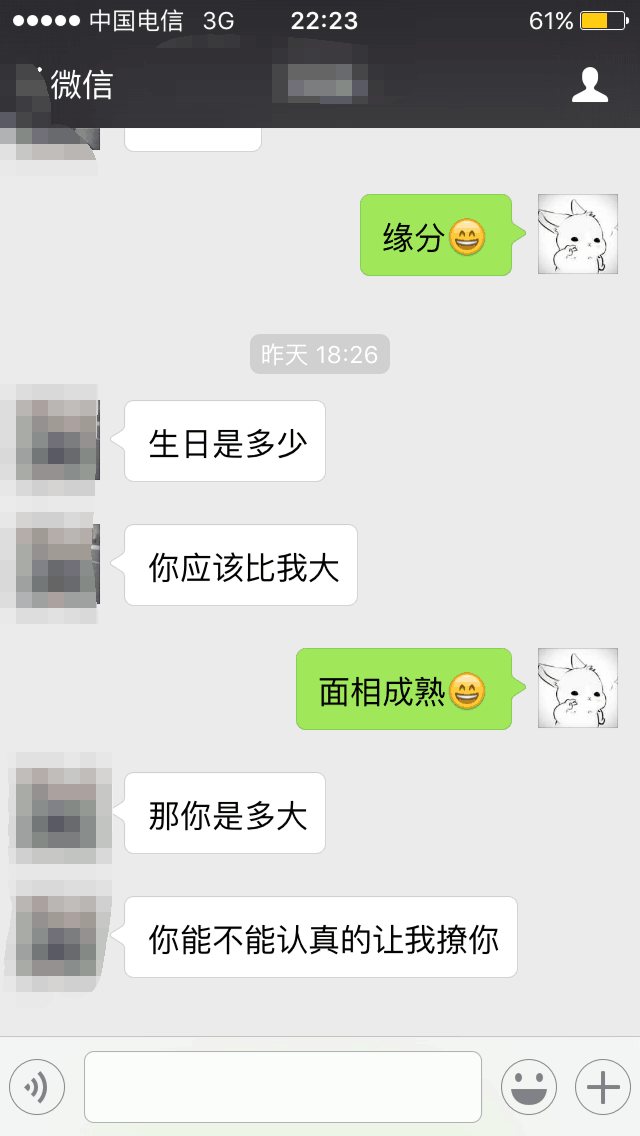 中国电信 3G 22:23 61%
微信
缘分😄
昨天 18:26
生日是多少
你应该比我大
面相成熟😄
那你是多大
你能不能认真的让我撩你